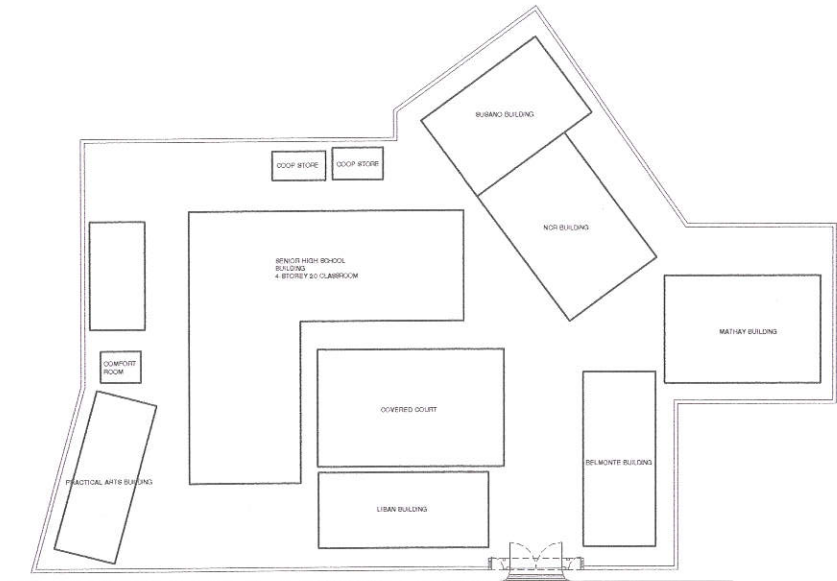 SUSANO BUILDING
COOP STORE
COOP STORE
NCR BUILDING
SENIOR HIGH SCHOOL
BUILDING
4 STOREY 20 CLASSROOM
MATHAY BUILDING
COMFORT
ROOM
COVERED COURT
BELMONTE BUILDING
PRACTICAL ARTS BUILDING
LIBAN BUILDING